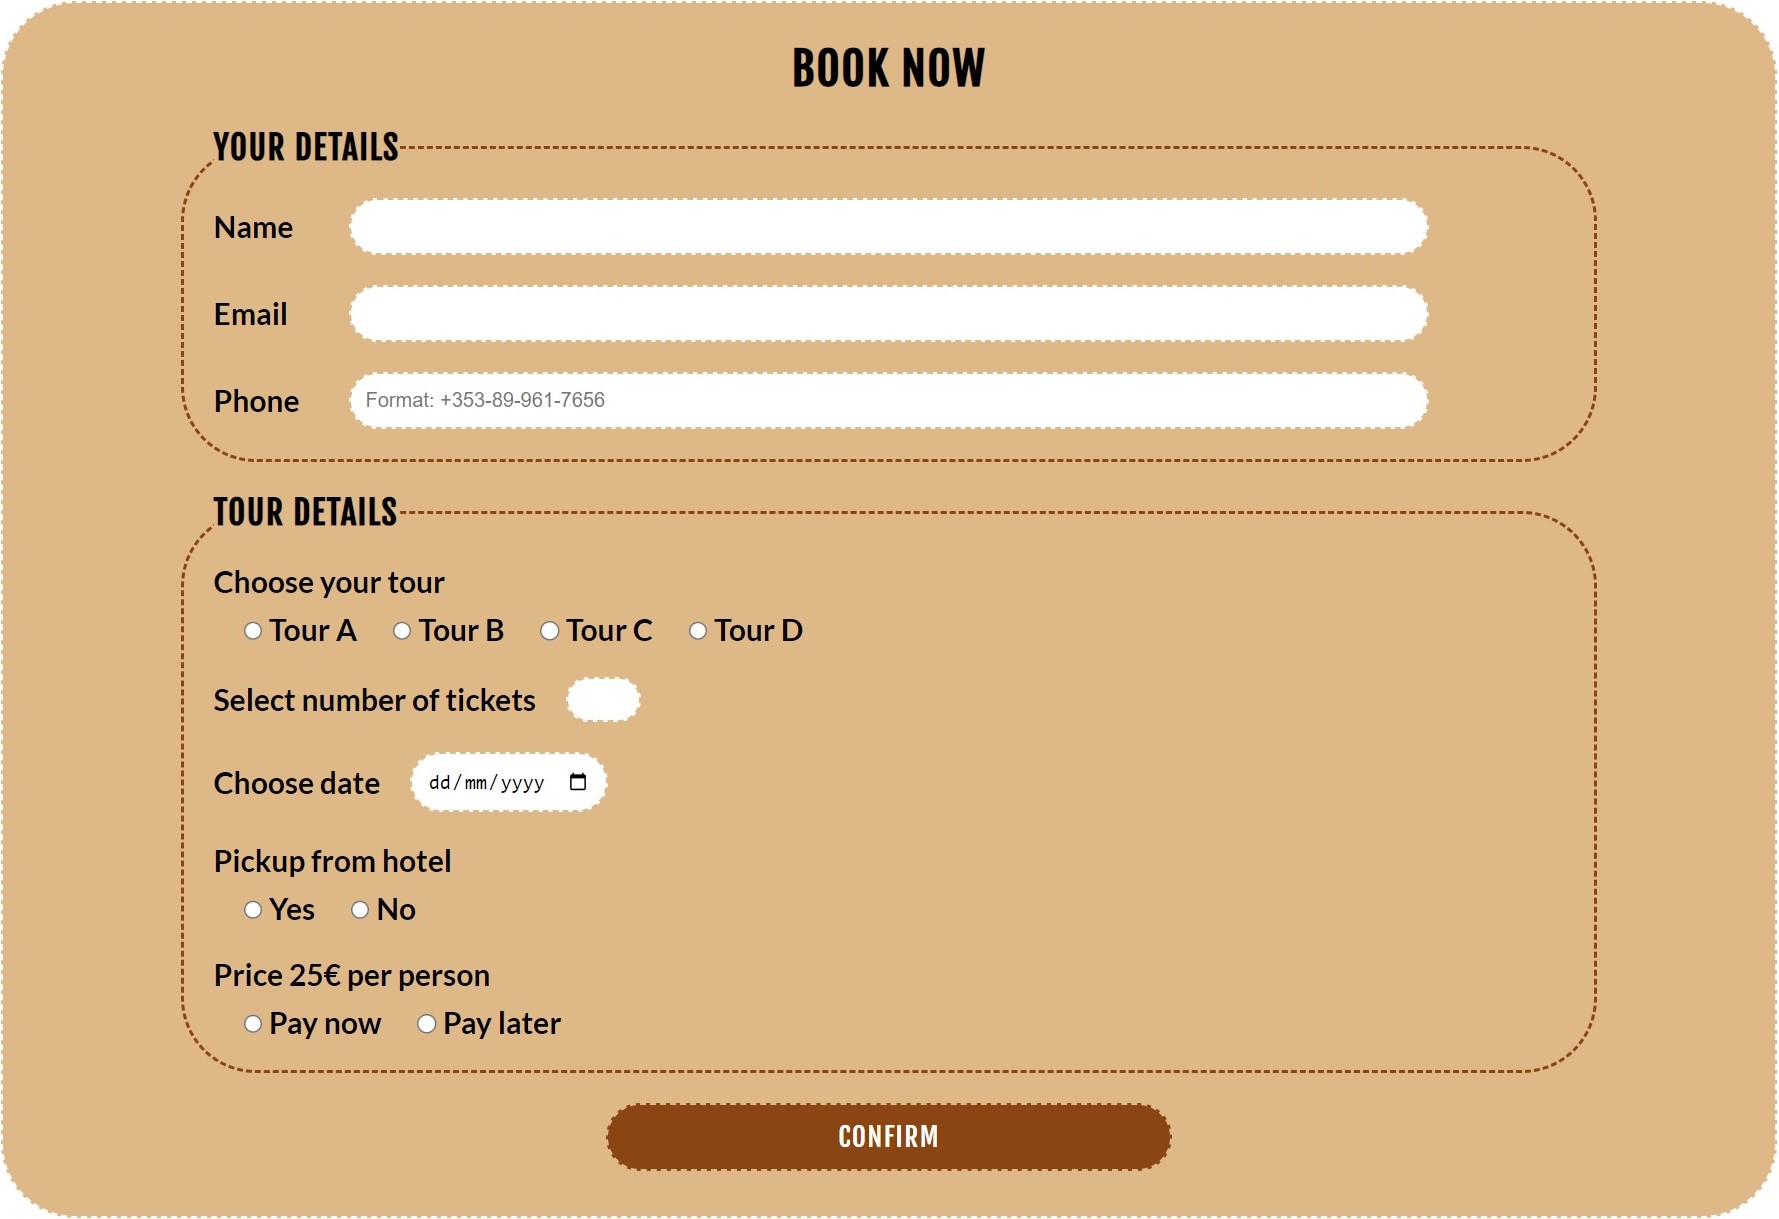 BOOK NOW
YOUR DETAILS
Name
Email
Phone Format: +353-89-961-7656
TOUR DETAILS
Choose your tour
Tour A Tour B Tour C Tour D
Select number of tickets
Choose date dd/mm/yyyy
Pickup from hotel
Yes No
Price 25€ per person
Pay now Pay later
CONFIRM